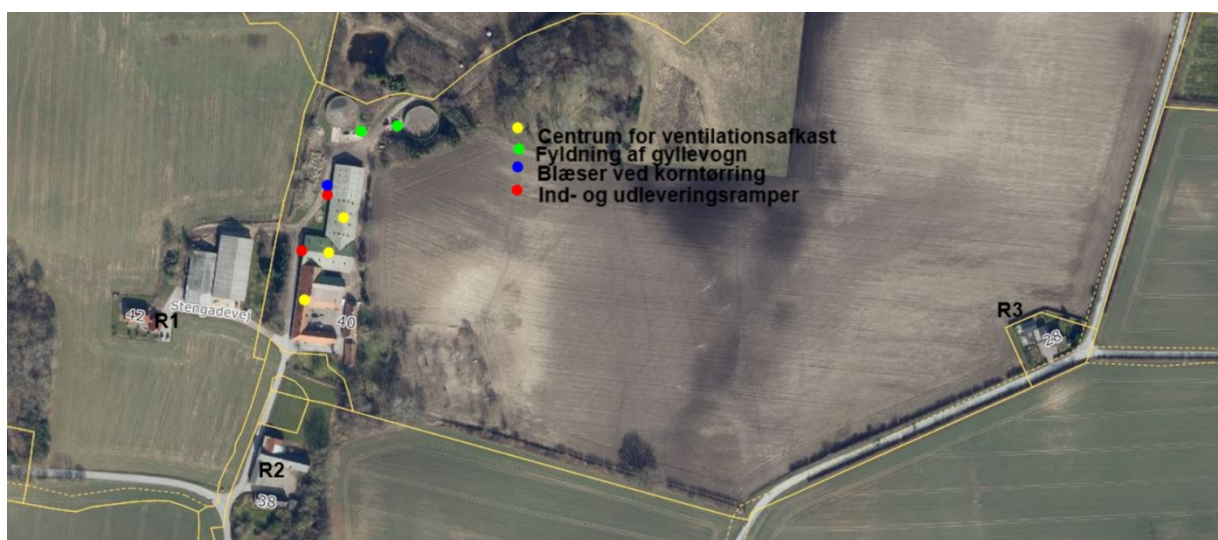 Centrum for ventilationsafkast
Fyldning af gyllevogn
Blæser ved korntørring
Ind- og udleveringsramper
R3
28
Stengadevej
42
R1
40
R2
38